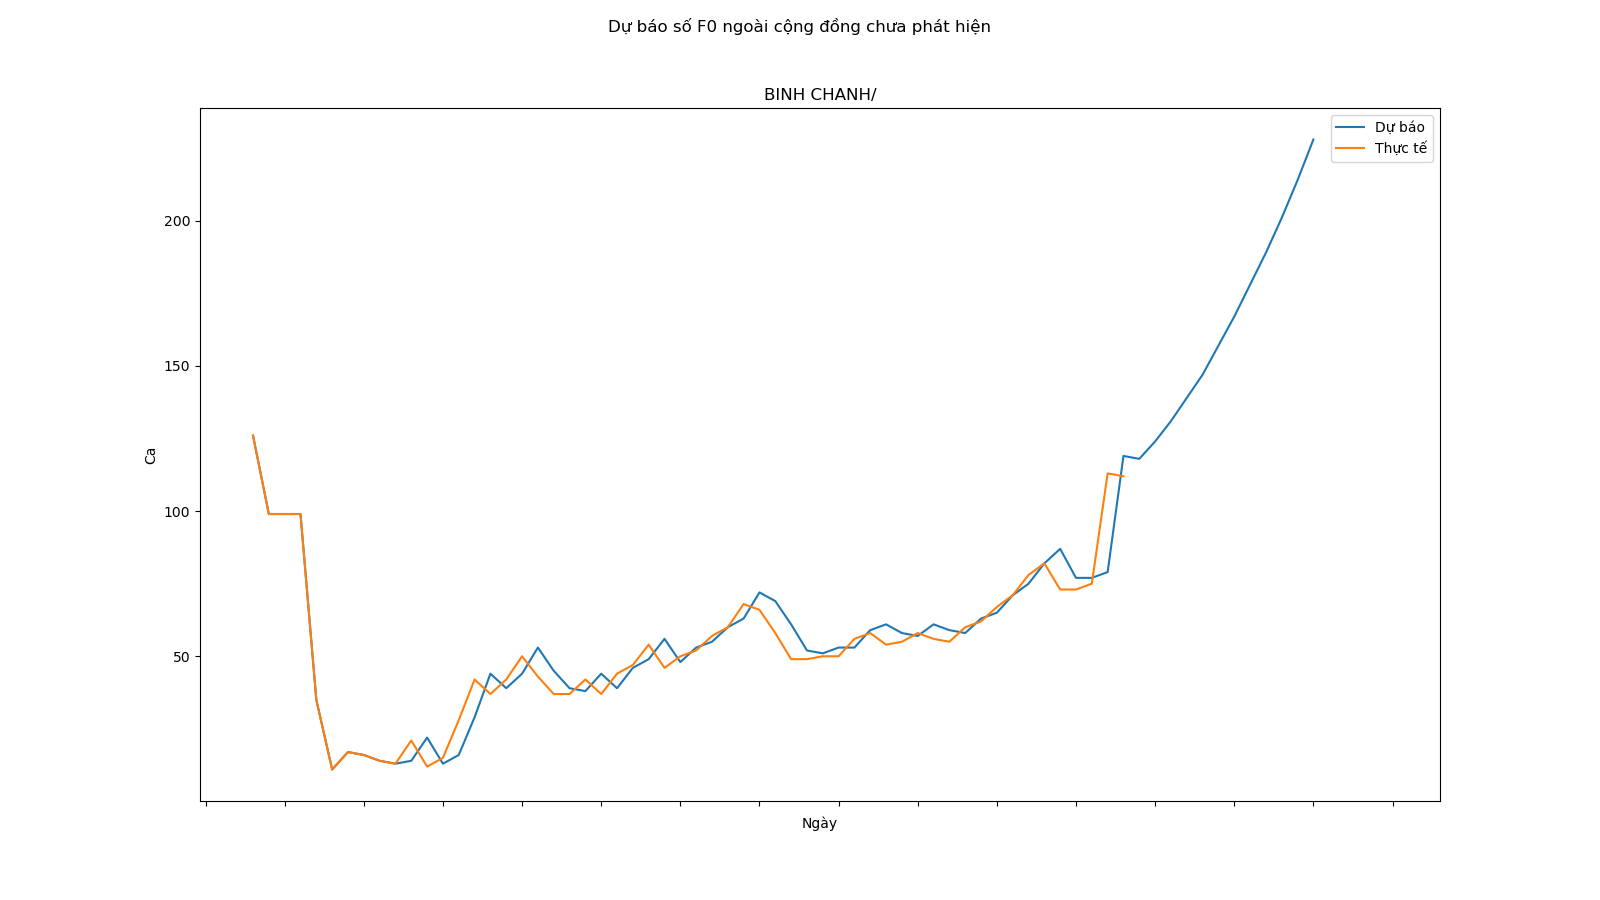 Dự báo số F0 ngoài cộng đồng chưa phát hiện
BINH CHANH/
Dự báo
Thực tế
200
150
100
50
Ca
Ngày